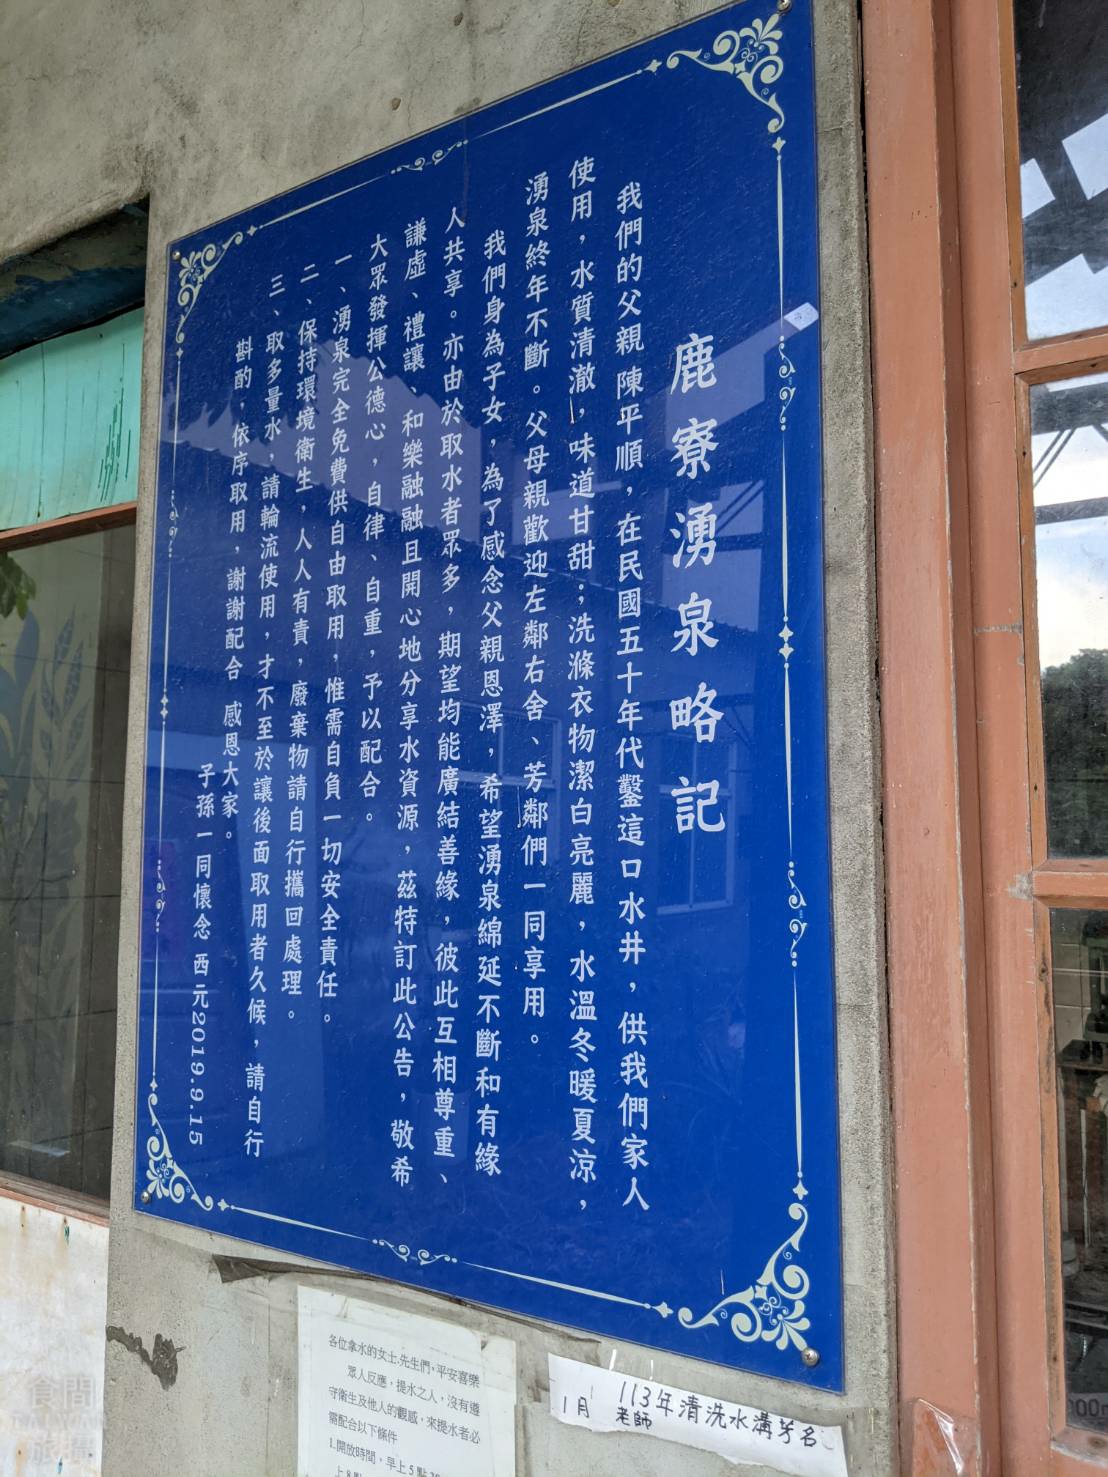 鹿寮湧泉略記
我們的父親陳平順，在民國五十年代鑿這口水井，供我們家人
使用，水質清澈，味道甘甜；洗滌衣物潔白亮麗，水溫冬暖夏涼，
湧泉終年不斷。父母親歡迎左鄰右舍、芳鄰們一同享用。
我們身為子女，為了感念父親恩澤，希望湧泉綿延不斷和有緣
人共享。亦由於取水者眾多，期望均能廣結善緣，彼此互相尊重、
謙虛、禮讓、和樂融融且開心地分享水資源，茲特訂此公告，敬希
大眾發揮公德心，自律、自重，予以配合。
一、湧泉完全免費供自由取用，惟需自負一切安全責任。
二、保持環境衛生，人人有責，廢棄物請自行攜回處理。
三、取多量水，請輪流使用，才不至於讓後面取用者久候，請自行
斟酌，依序取用，謝謝配合 感恩大家。
子孫一同懷念 西元2019.9.15
各位拿水的女士.先生們，平安喜樂
眾人反應，提水之人，沒有遵
守衛生及他人的觀感，來提水者必
需配合以下條件
1.開放時間，早上5點
113年清洗水溝芳名
1月 老師
食間
旅攝